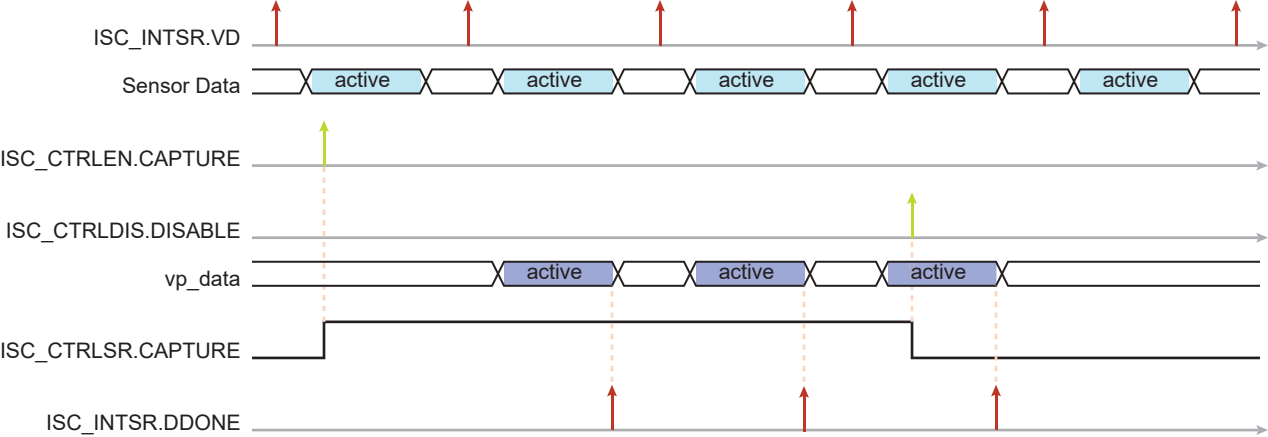 ISC_INTSR.VD
Sensor Data active active active active active
ISC_CTRLEN.CAPTURE
ISC_CTRLDIS.DISABLE
vp_data active active active
ISC_CTRLSR.CAPTURE
ISC_INTSR.DDONE